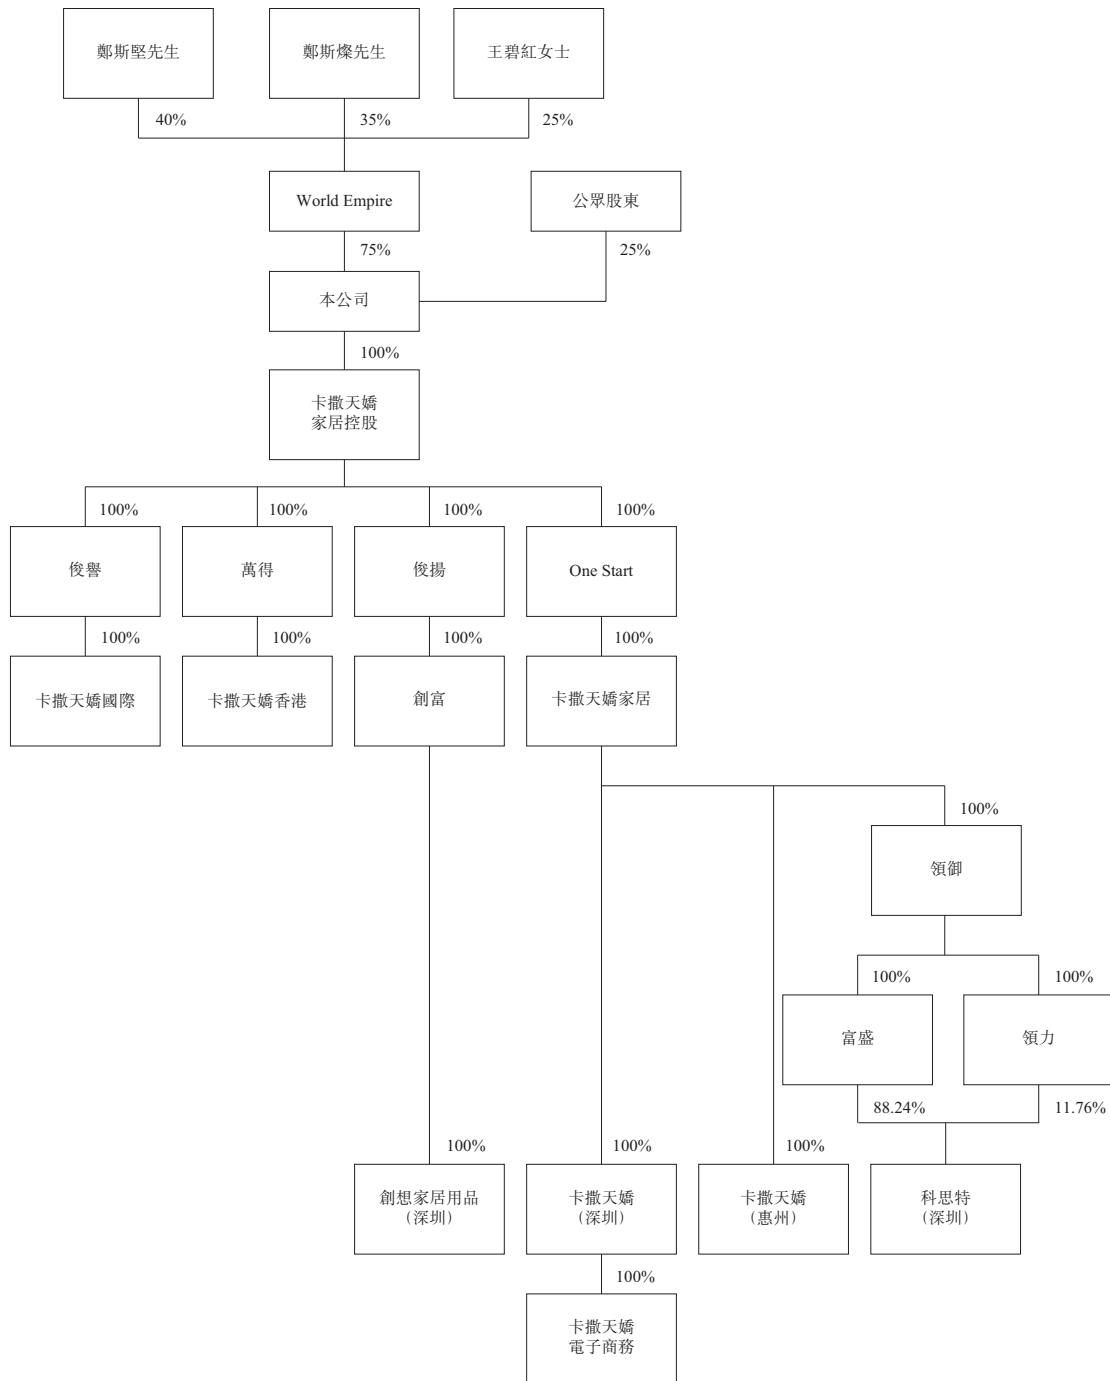 鄭斯堅先生
鄭斯燦先生
王碧紅女士
40%
35%
25%
World Empire
公眾股東
75%
25%
本公司
100%
卡撒天嬌
家居控股
100%
100%
100%
100%
俊譽
萬得
俊揚
One Start
100%
100%
100%
100%
卡撒天嬌國際
卡撒天嬌香港
創富
卡撒天嬌家居
100%
領御
100%
100%
富盛
領力
88.24%
11.76%
100%
100%
100%
創想家居用品
（深圳）
卡撒天嬌
（深圳）
卡撒天嬌
（惠州）
科思特
（深圳）
100%
卡撒天嬌
電子商務